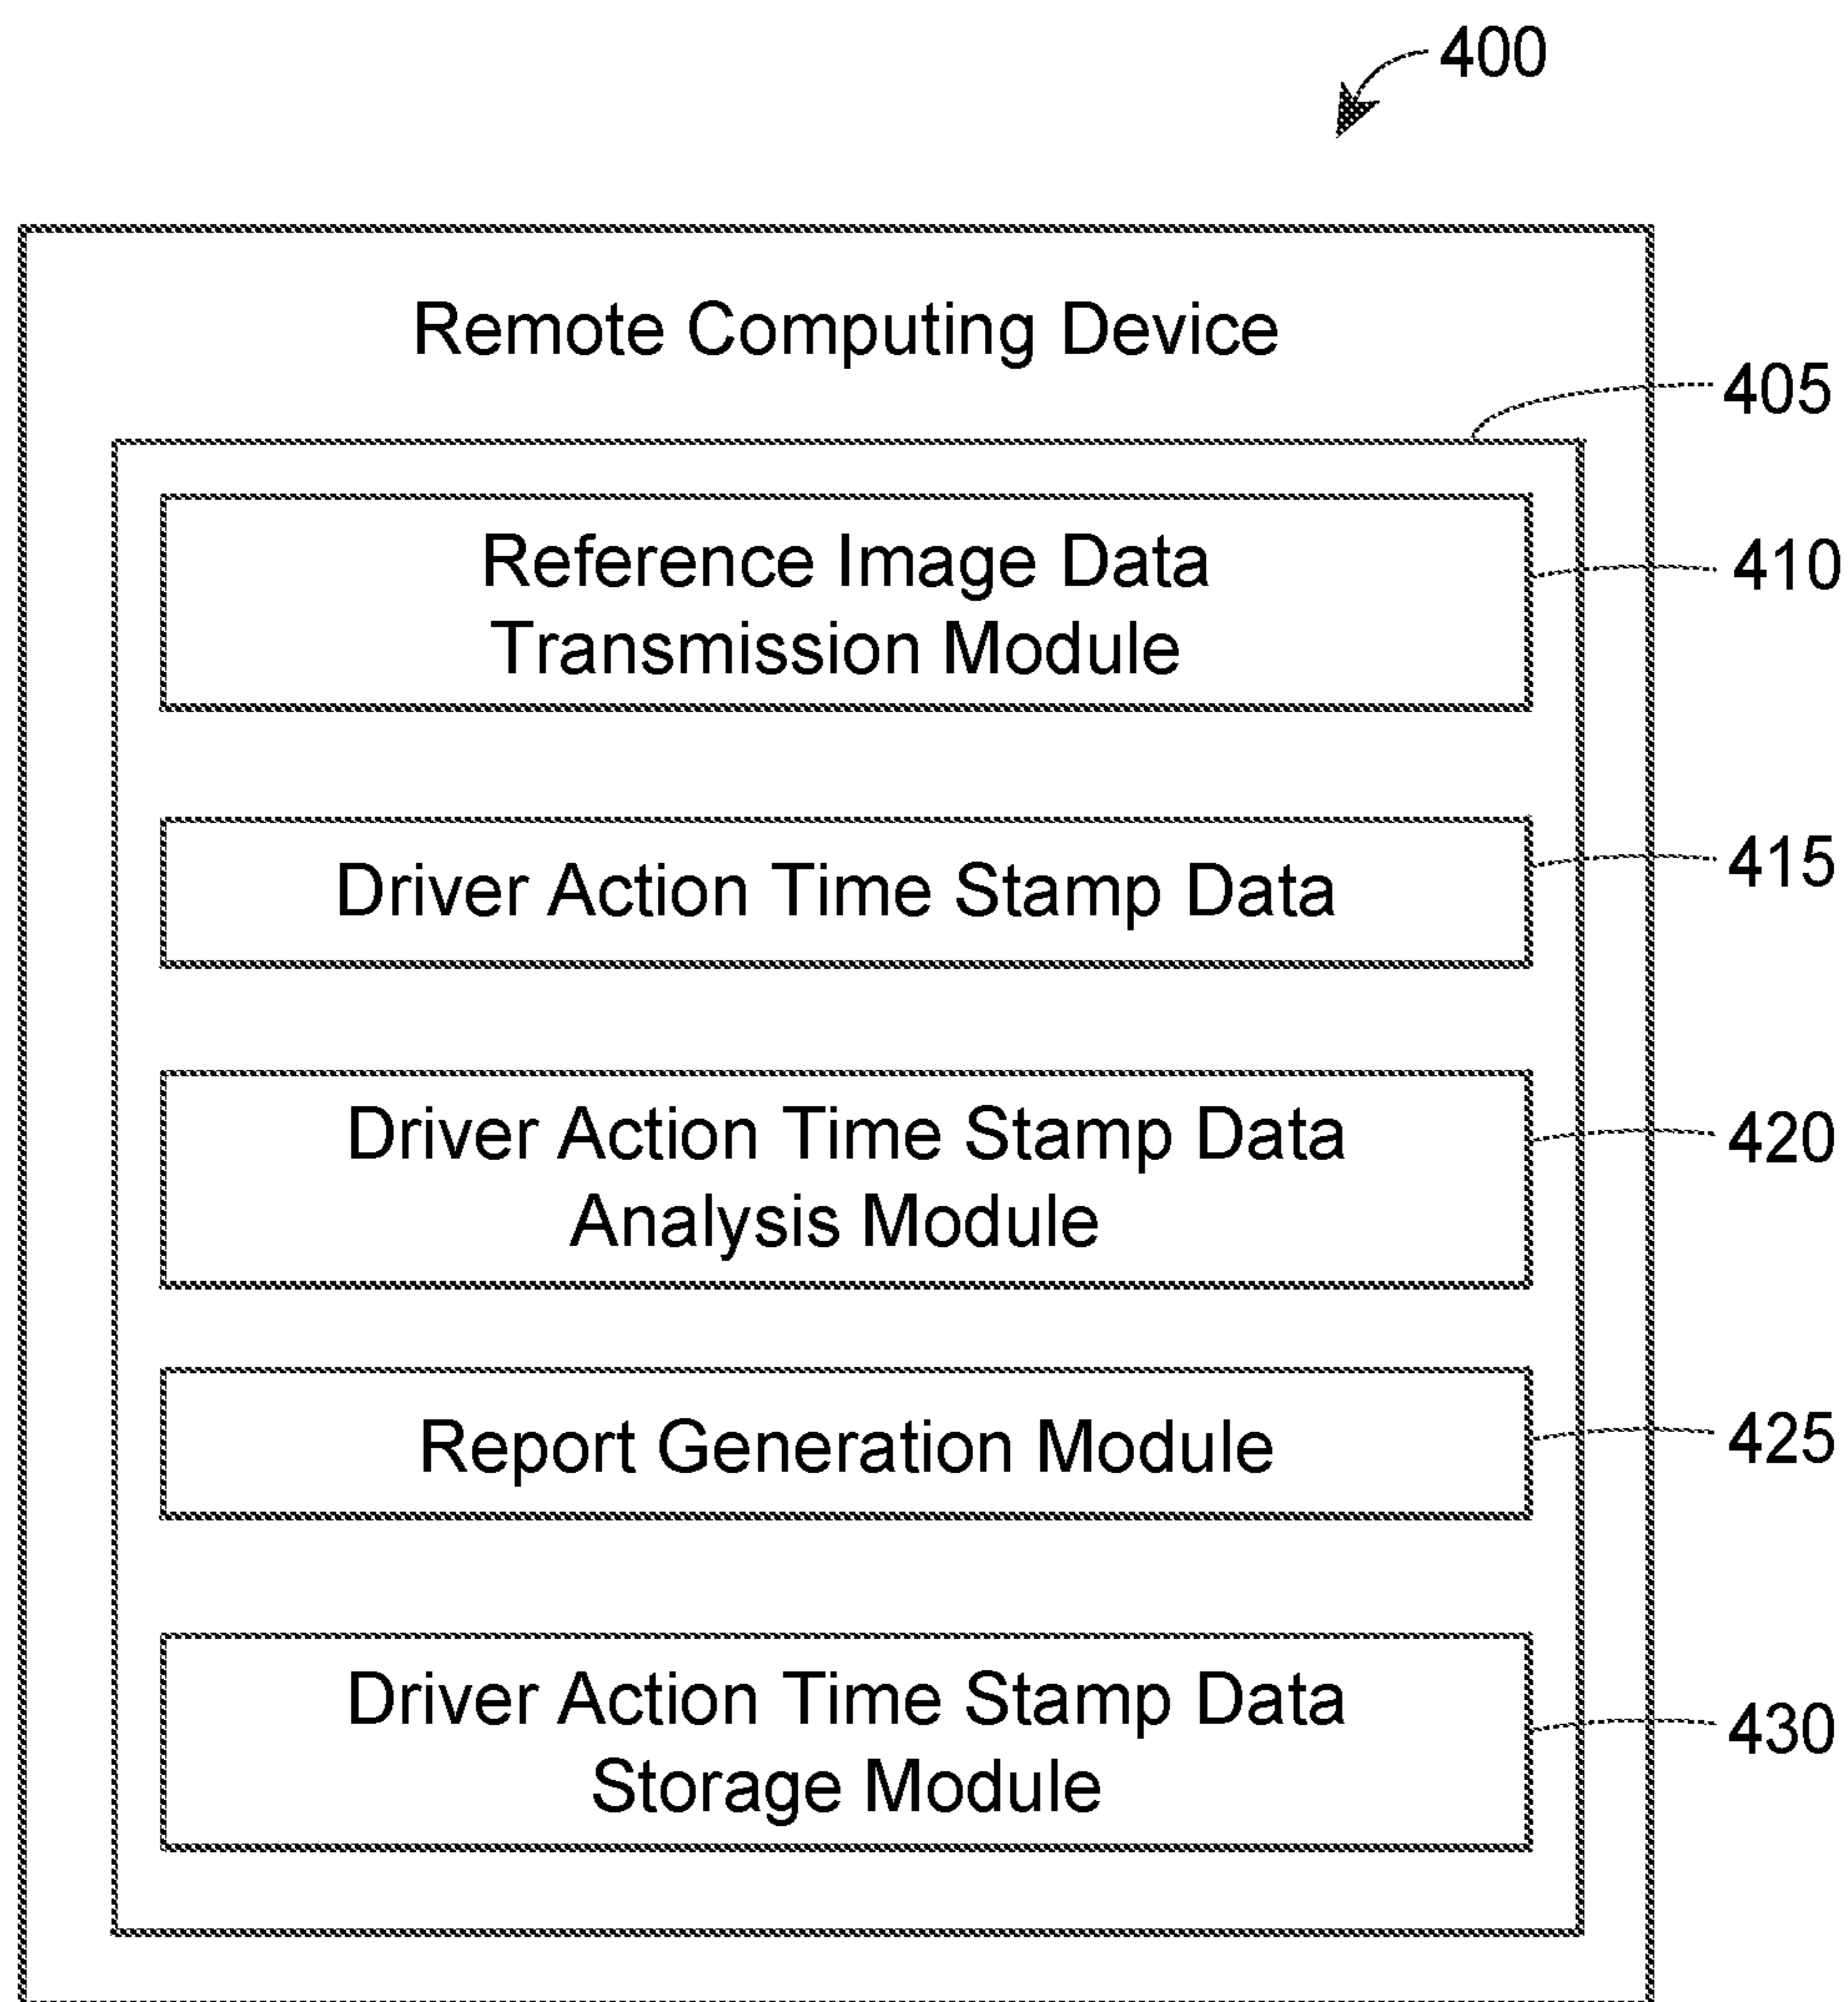 400
Remote Computing Device
405
Reference Image Data
Transmission Module
410
Driver Action Time Stamp Data
415
Driver Action Time Stamp Data
Analysis Module
420
Report Generation Module
425
Driver Action Time Stamp Data
Storage Module
430